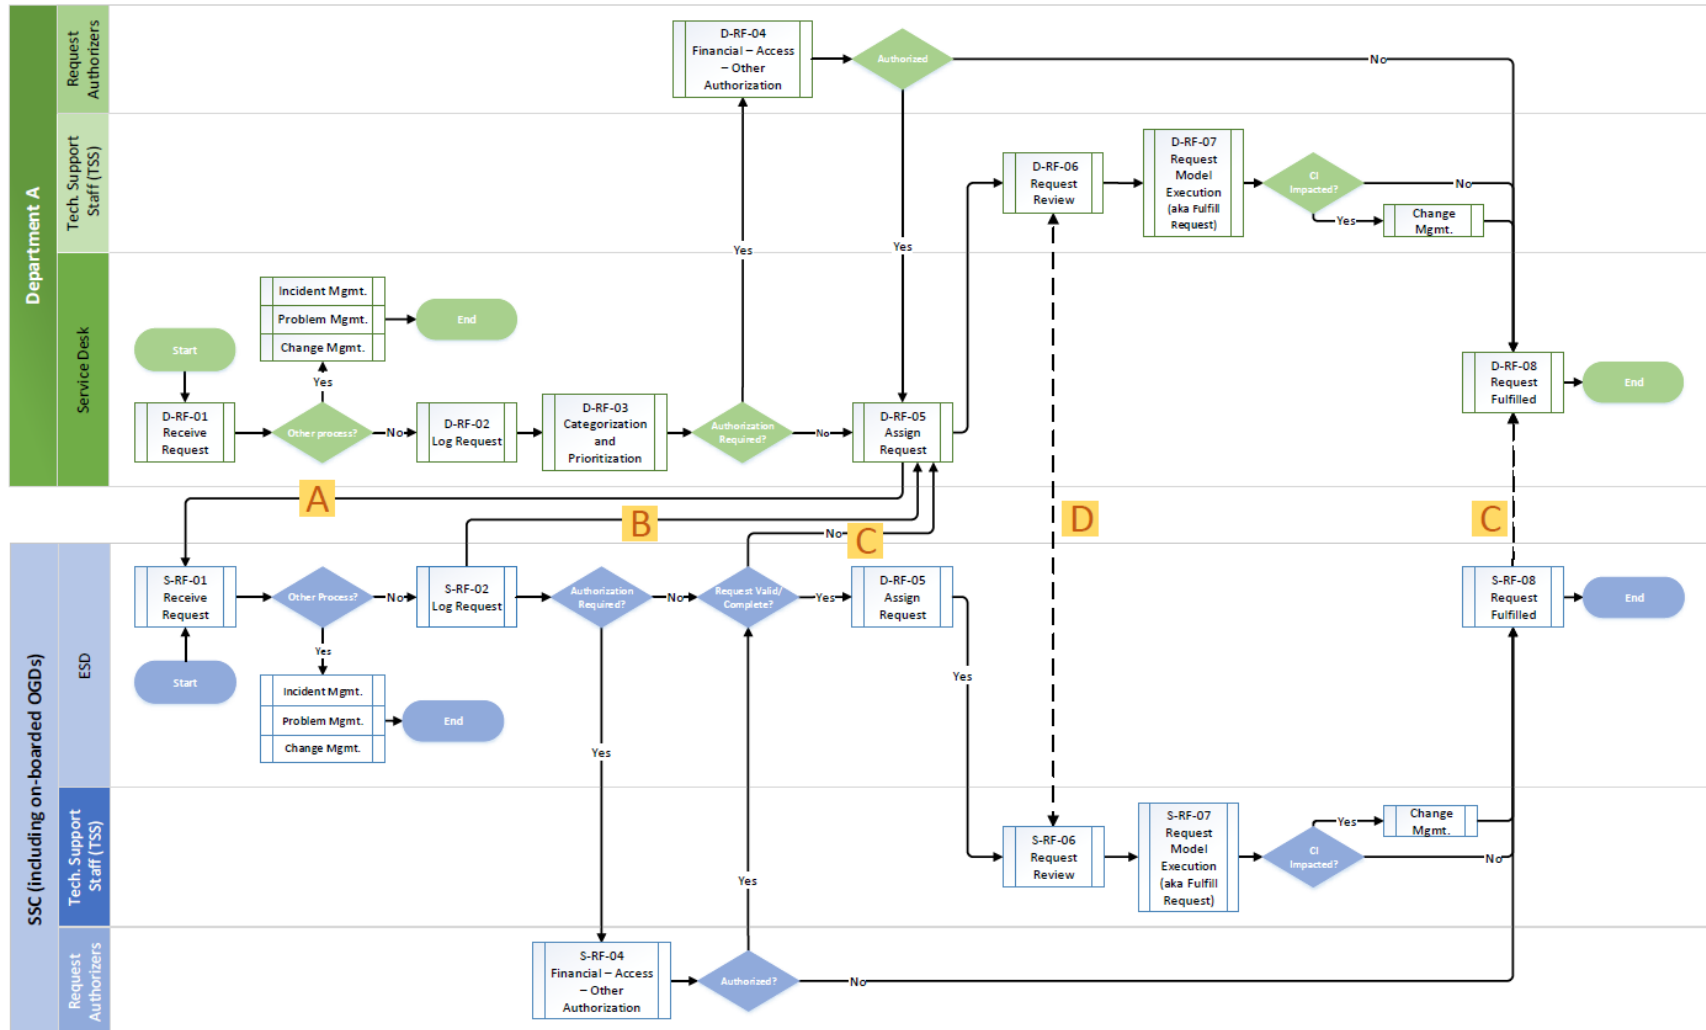 Department A
Request
Authorizers
D-RF-04
Financial – Access
– Other
Authorization
Authorized
No
Tech. Support
Staff (TSS)
D-RF-06
Request
Review
D-RF-07
Request
Model
Execution
(aka Fulfill
Request)
CI
Impacted?
No
Yes
Change
Mgmt.
Yes
Yes
Service Desk
Start
Incident Mgmt.
Problem Mgmt.
Change Mgmt.
End
Yes
D-RF-01
Receive
Request
Other process?
No
D-RF-02
Log Request
D-RF-03
Categorization
and
Prioritization
Authorization
Required?
No
D-RF-05
Assign
Request
D-RF-08
Request
Fulfilled
End
A
B
C
D
C
No
SSC (including on-boarded OGDs)
ESD
S-RF-01
Receive
Request
Other Process?
No
S-RF-02
Log Request
Authorization
Required?
No
Request Valid/
Complete?
Yes
D-RF-05
Assign
Request
S-RF-08
Request
Fulfilled
End
Start
Yes
Incident Mgmt.
Problem Mgmt.
Change Mgmt.
End
Yes
Yes
Tech. Support
Staff (TSS)
S-RF-06
Request
Review
S-RF-07
Request
Model
Execution
(aka Fulfill
Request)
CI
Impacted?
Yes
Change
Mgmt.
No
Yes
Request
Authorizers
S-RF-04
Financial – Access
– Other
Authorization
Authorized?
No